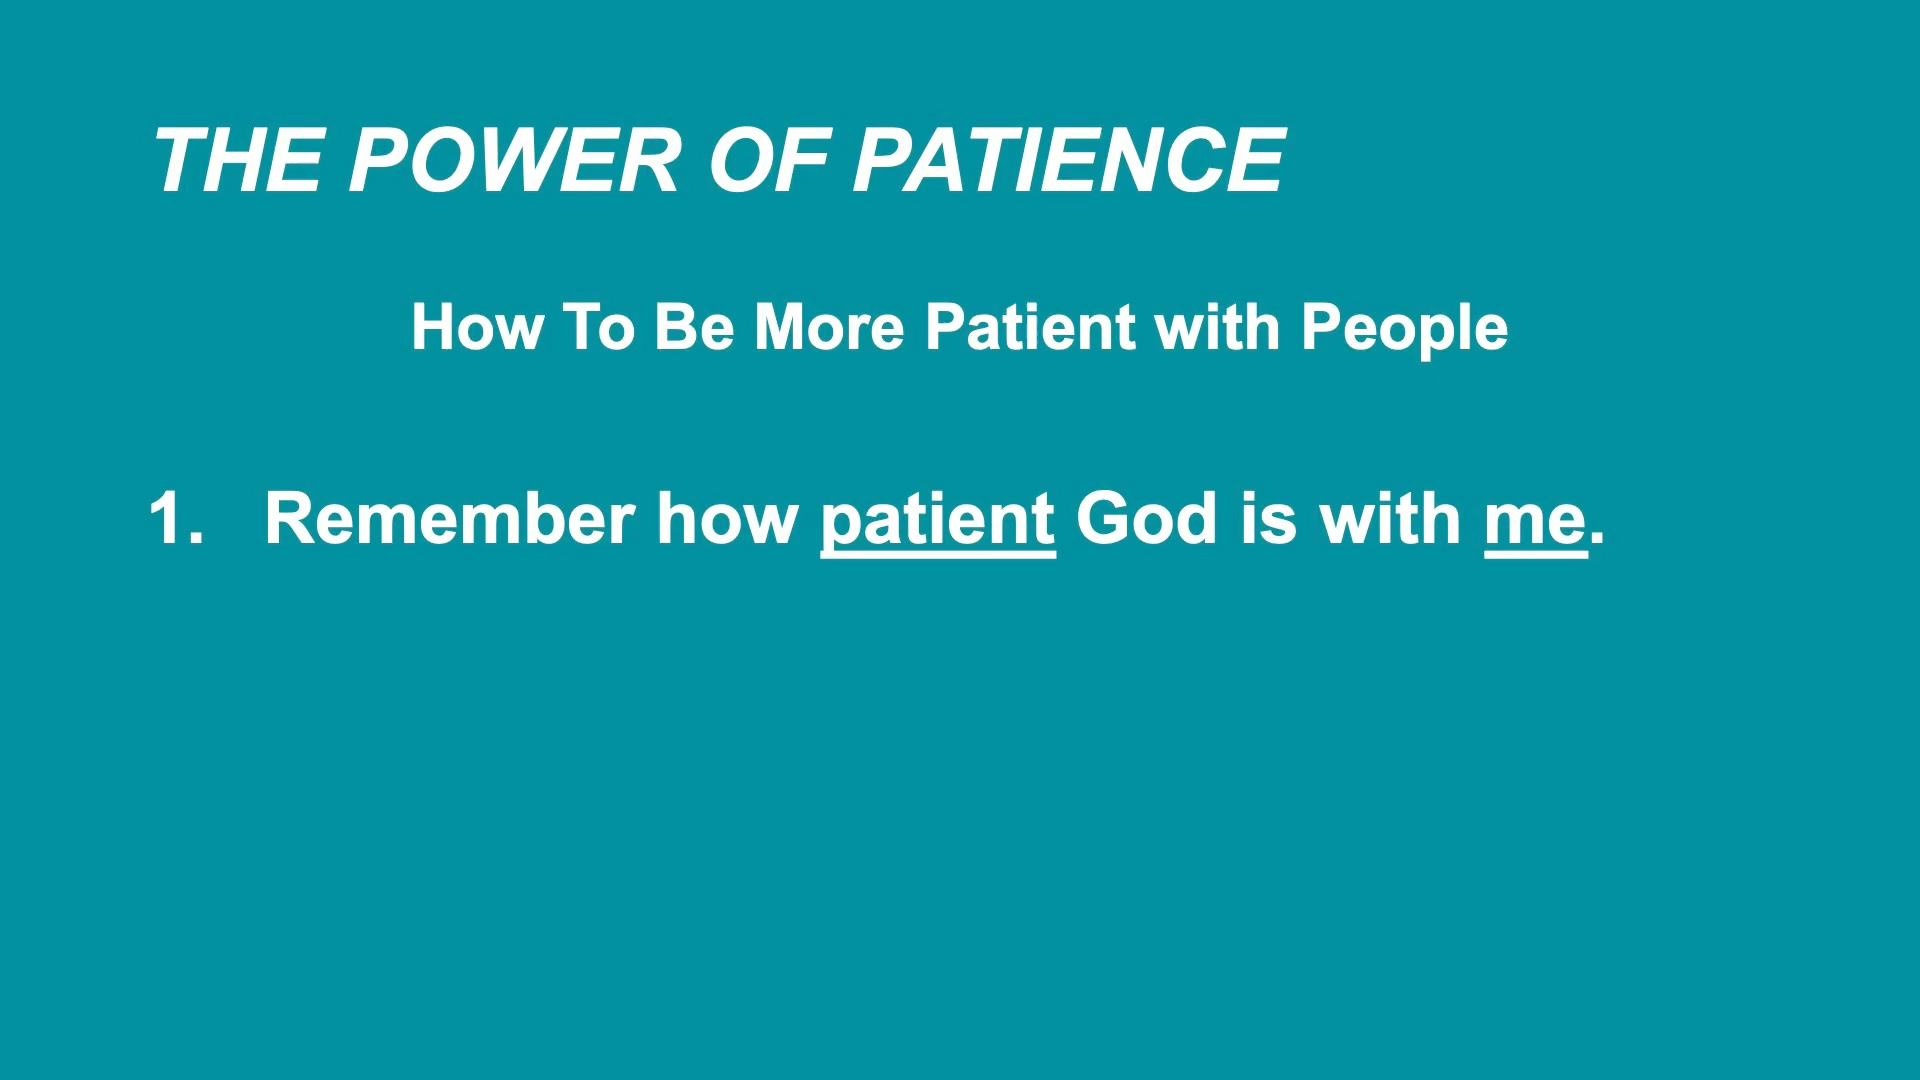 THE POWER OF PATIENCE
How To Be More Patient with People
1. Remember how patient God is with me.